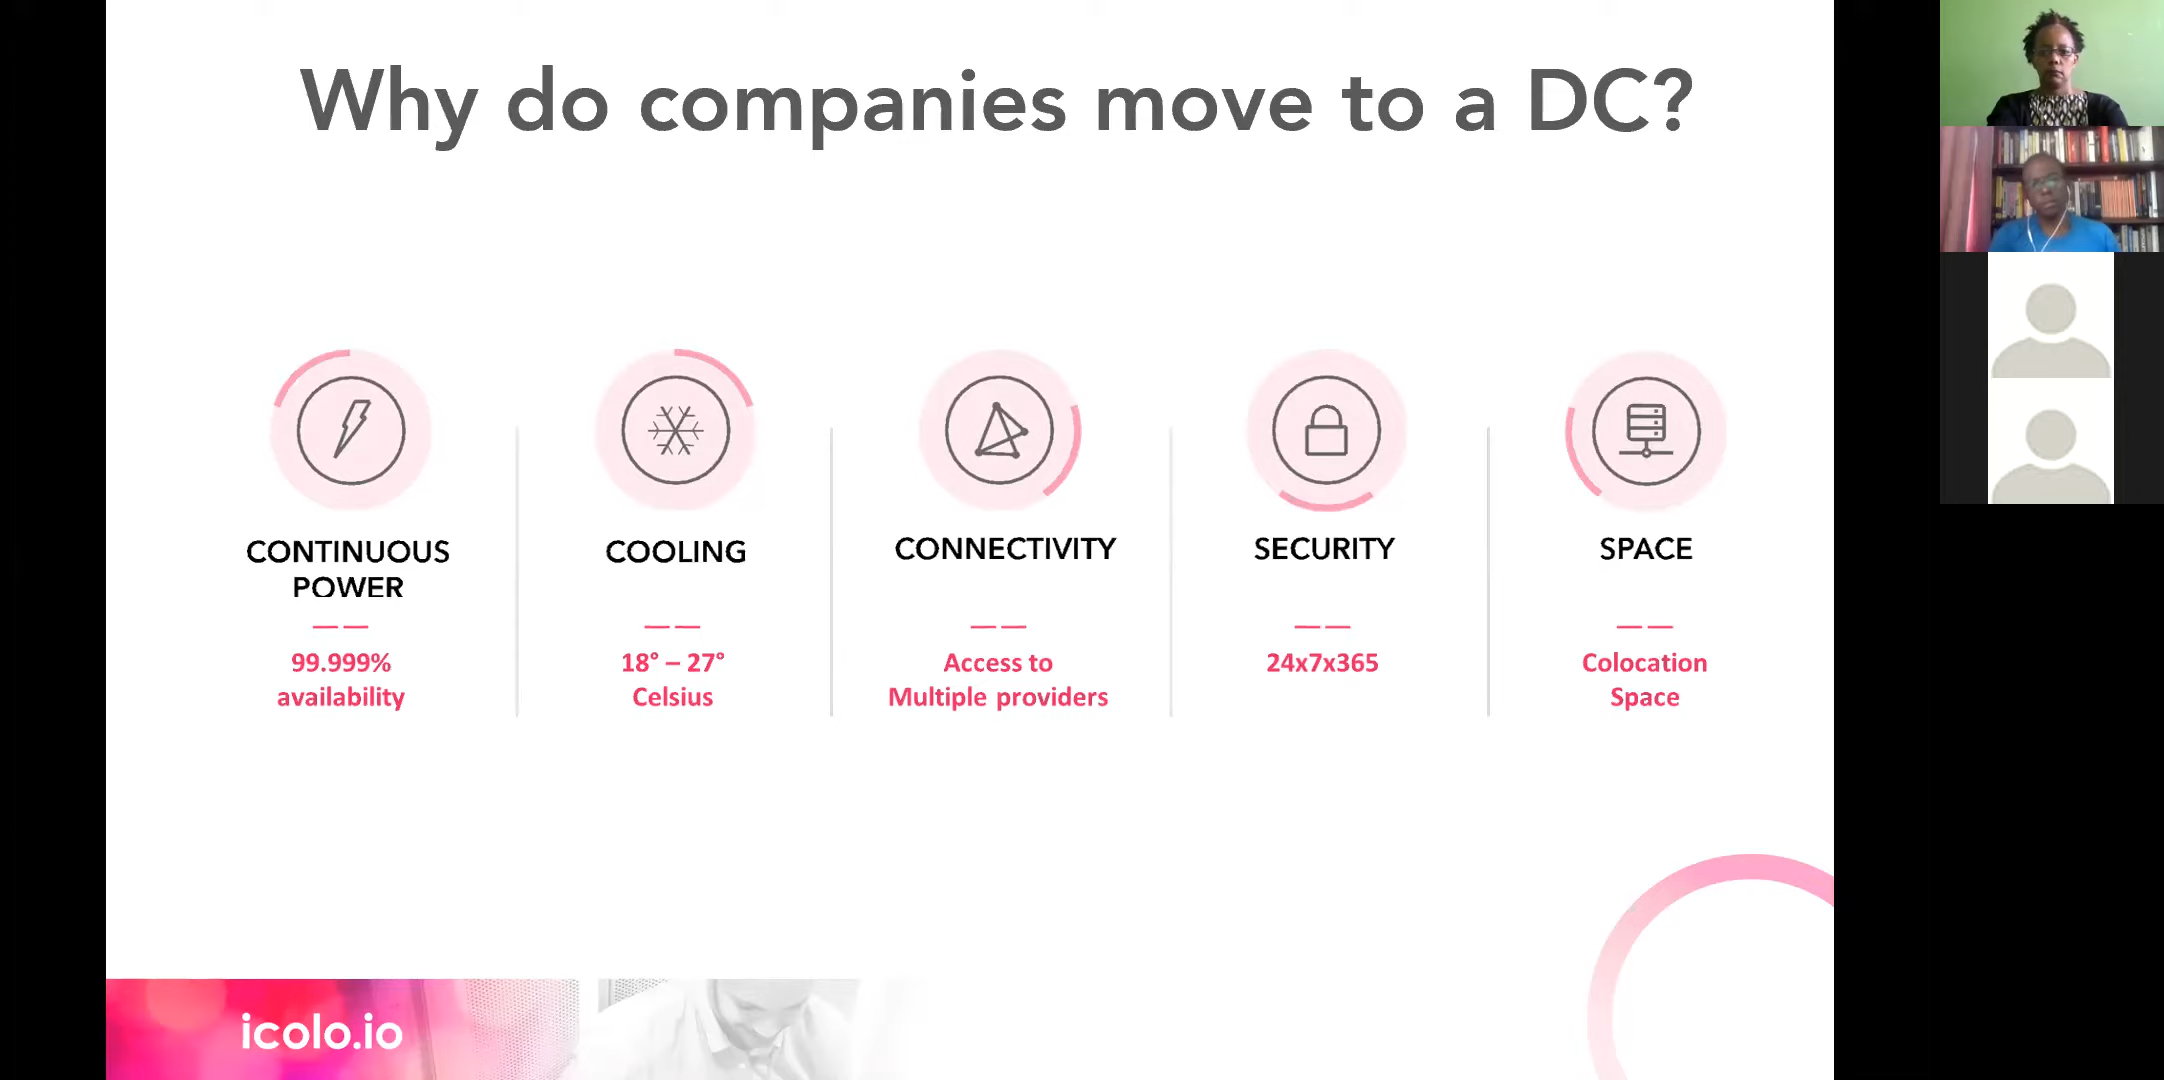 Why do companies move to a DC?
CONTINUOUS
POWER
99.999%
availability
COOLING
18° – 27°
Celsius
CONNECTIVITY
Access to
Multiple providers
SECURITY
24x7x365
SPACE
Colocation
Space
icolo.io